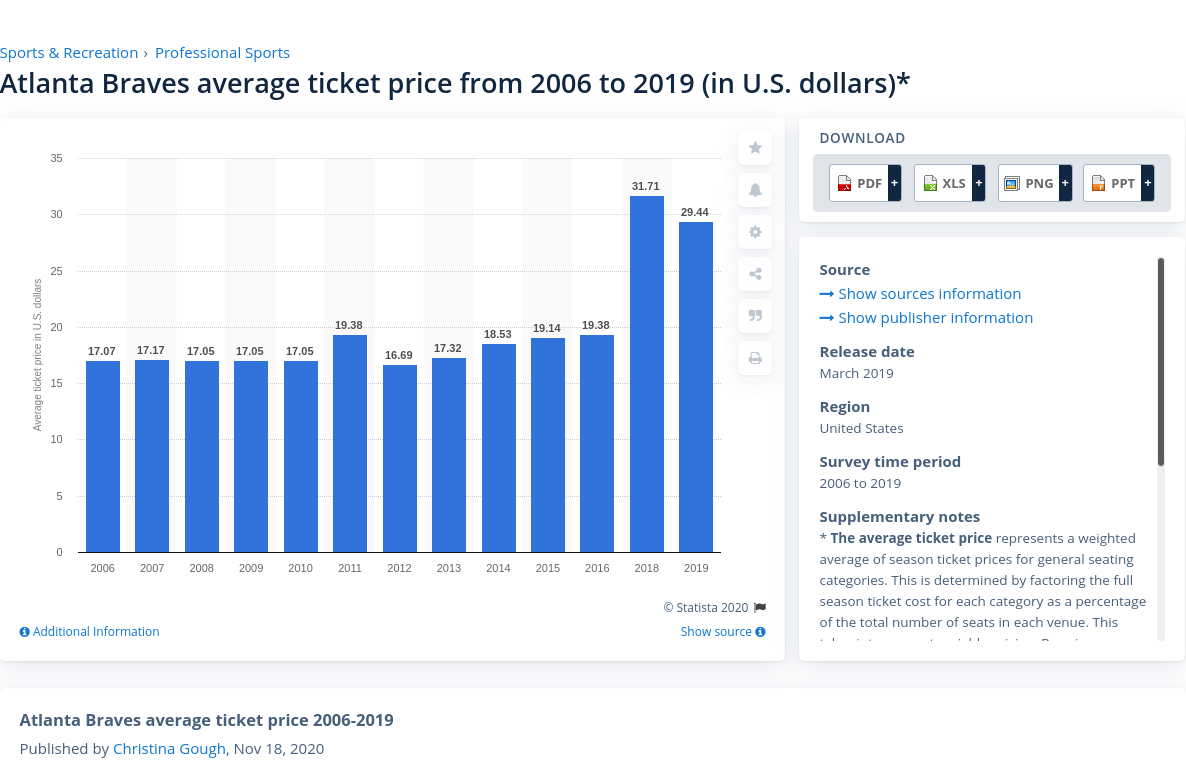 Sports & Recreation › Professional Sports
Atlanta Braves average ticket price from 2006 to 2019 (in U.S. dollars)*
Average ticket price in U.S. dollars
35
30
25
20
15
10
5
0
17.07
17.17
17.05
17.05
17.05
19.38
16.69
17.32
18.53
19.14
19.38
31.71
29.44
2006 2007 2008 2009 2010 2011 2012 2013 2014 2015 2016 2018 2019
© Statista 2020
Additional Information
Show source
DOWNLOAD
PDF + XLS + PNG + PPT +
Source
Show sources information
Show publisher information
Release date
March 2019
Region
United States
Survey time period
2006 to 2019
Supplementary notes
* The average ticket price represents a weighted
average of season ticket prices for general seating
categories. This is determined by factoring the full
season ticket cost for each category as a percentage
of the total number of seats in each venue. This
Atlanta Braves average ticket price 2006-2019
Published by Christina Gough, Nov 18, 2020